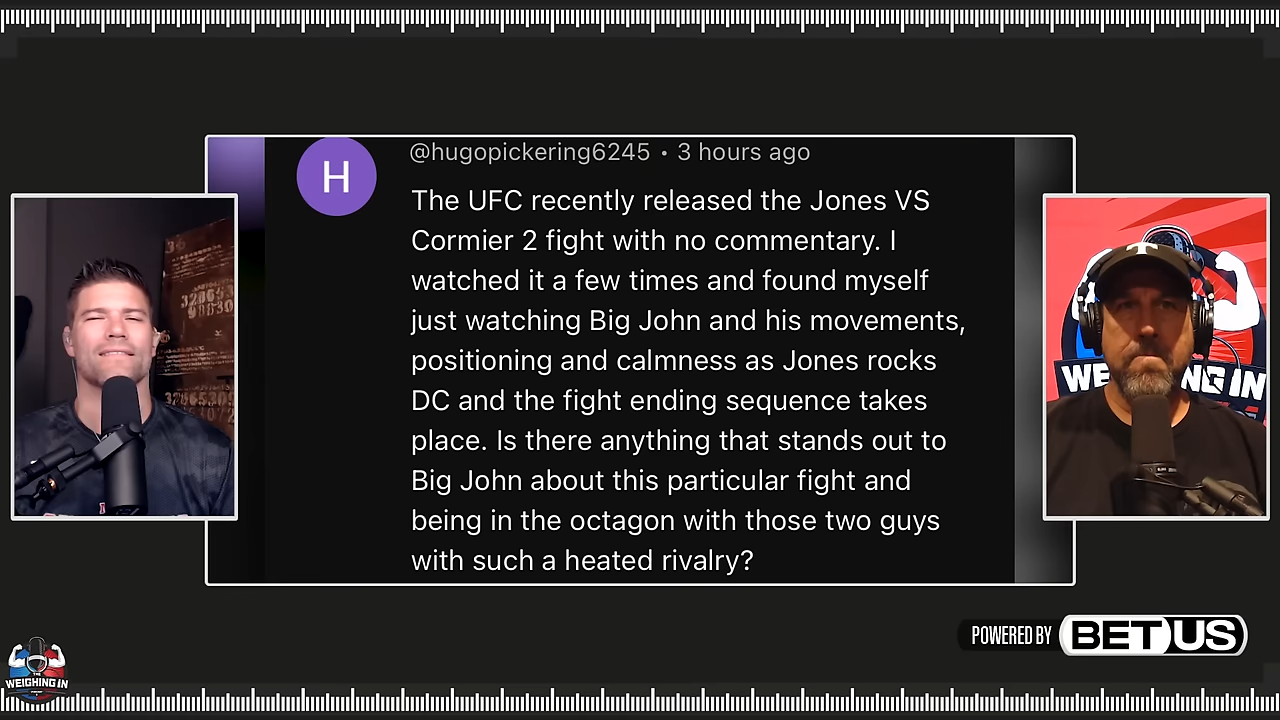 @hugopickering6245 • 3 hours ago
H
The UFC recently released the Jones VS
Cormier 2 fight with no commentary. I
watched it a few times and found myself
just watching Big John and his movements,
positioning and calmness as Jones rocks
DC and the fight ending sequence takes
place. Is there anything that stands out to
Big John about this particular fight and
being in the octagon with those two guys
with such a heated rivalry?
T
WE NG IN
POWERED BY BETUS
THE
WEIGHING IN